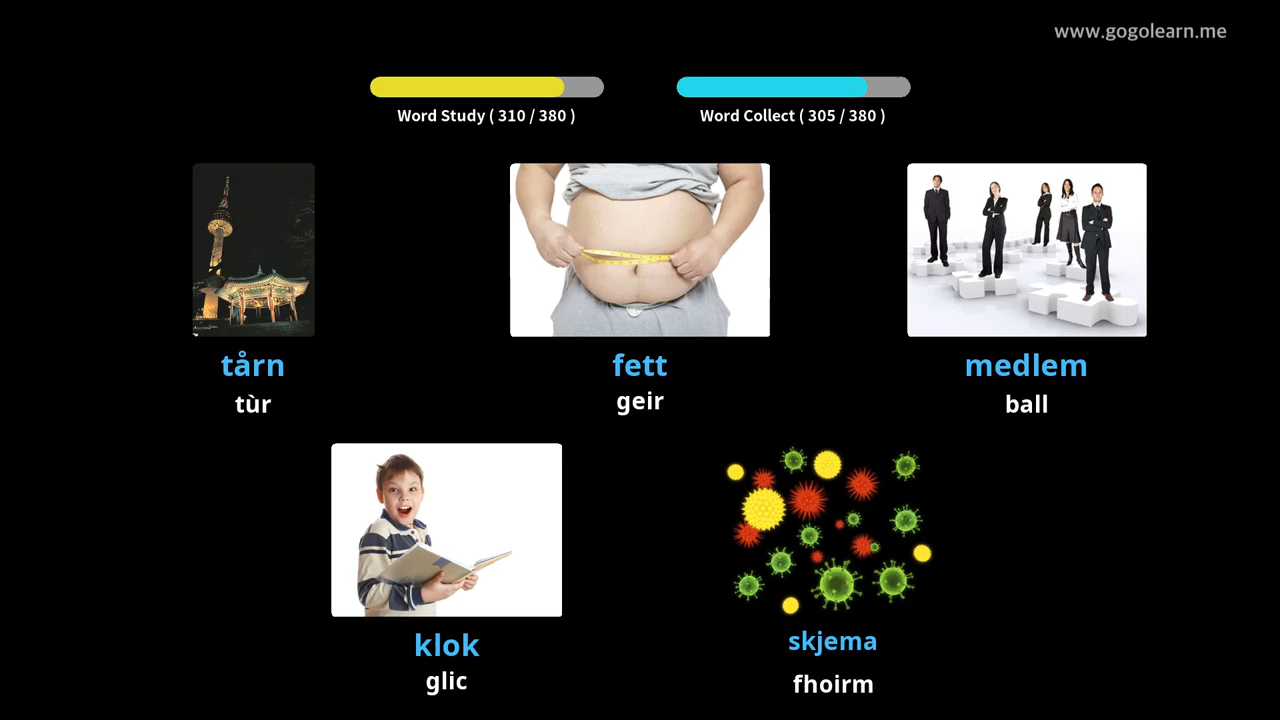 www.gogolearn.me
Word Study ( 310 / 380 )
Word Collect ( 305 / 380 )
tårn
tùr
fett
geir
medlem
ball
klok
glic
skjema
fhoirm